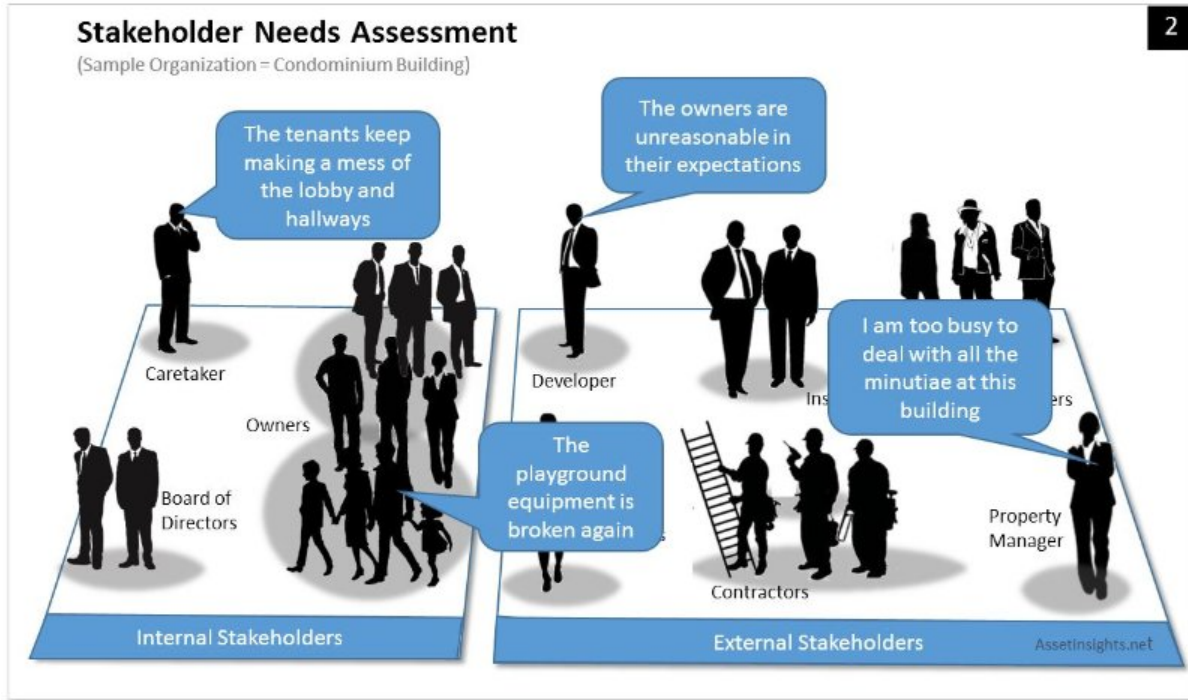 Stakeholder Needs Assessment
(Sample Organization = Condominium Building)
2
The tenants keep
making a mess of
the lobby and
hallways
The owners are
unreasonable in
their expectations
I am too busy to
deal with all the
minutiae at this
building
Caretaker
Developer
Owners
The
playground
equipment is
broken again
Board of
Directors
Property
Manager
Contractors
Internal Stakeholders
External Stakeholders
AssetInsights.net